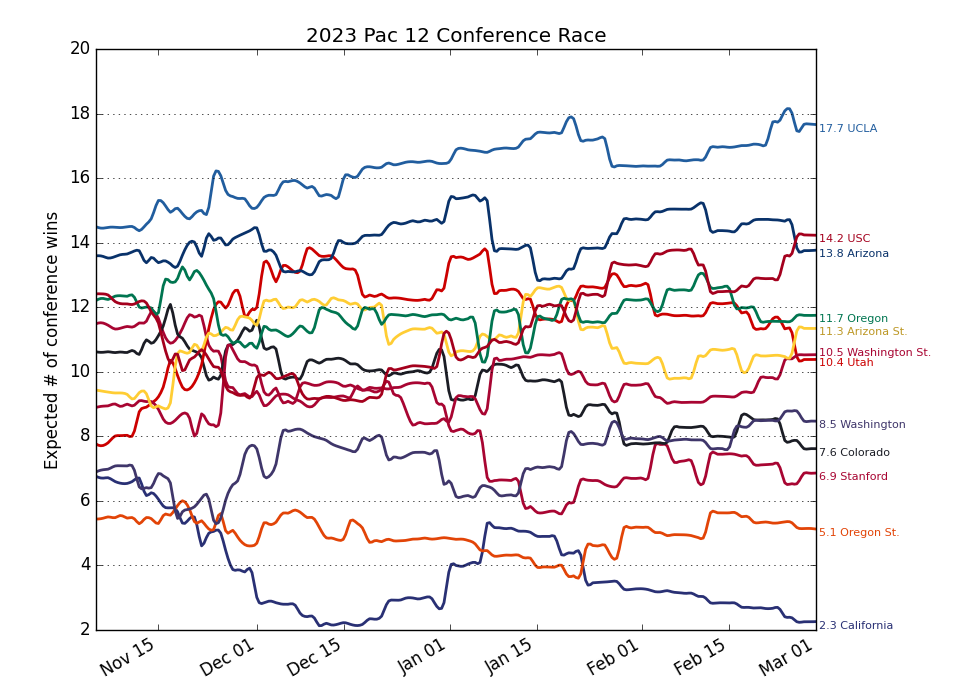 2023 Pac 12 Conference Race
Expected # of conference wins
20
18
16
14
12
10
8
6
4
2
17.7 UCLA
14.2 USC
13.8 Arizona
11.7 Oregon
11.3 Arizona St.
10.5 Washington St.
10.4 Utah
8.5 Washington
7.6 Colorado
6.9 Stanford
5.1 Oregon St.
2.3 California
Nov 15
Dec 01
Dec 15
Jan 01
Jan 15
Feb 01
Feb 15
Mar 01